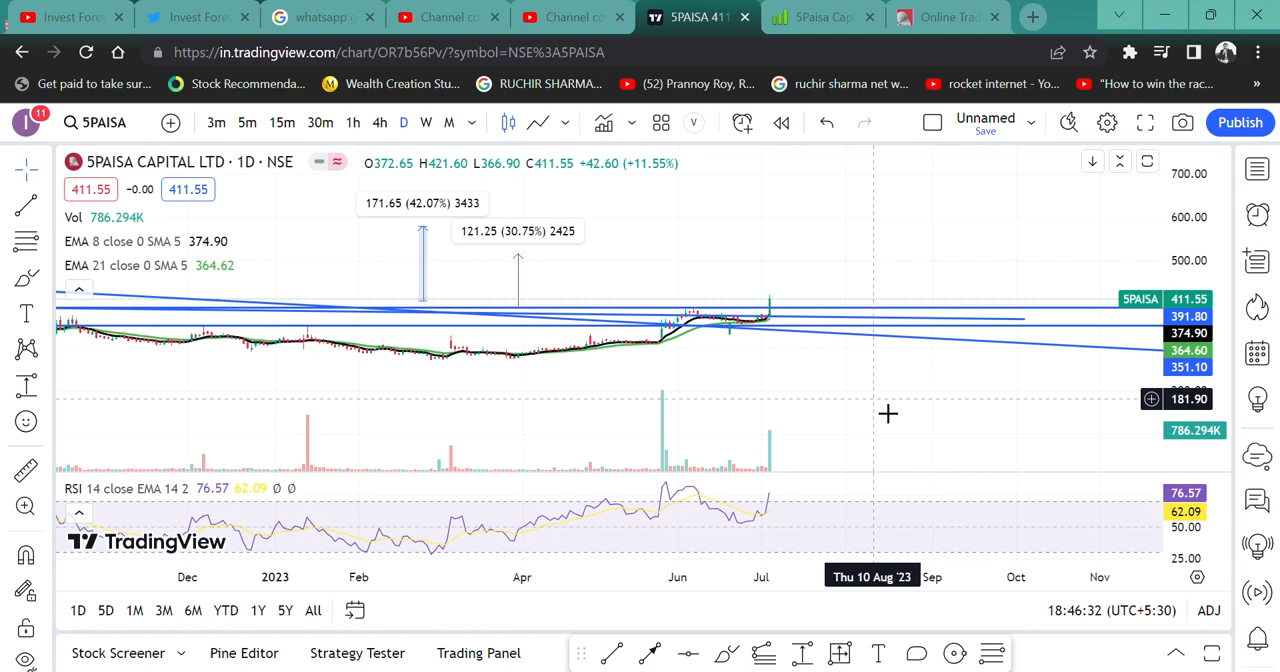 Invest Fore
Invest Fore
whatsapp g
Channel co
Channel co
5PAISA 411
5Paisa Capi
Online Trad
https://in.tradingview.com/chart/OR7b56Pv/?symbol=NSE%3A5PAISA
Get paid to take sur...
Stock Recommenda...
Wealth Creation Stu...
RUCHIR SHARMA...
(52) Prannoy Roy, R...
ruchir sharma net w...
rocket internet - Yo...
"How to win the rac...
»
I 11
5PAISA
3m 5m 15m 30m 1h 4h D W M
V
Unnamed
Save
Publish
5PAISA CAPITAL LTD · 1D · NSE
O372.65 H421.60 L366.90 C411.55 +42.60 (+11.55%)
411.55 -0.00 411.55
Vol 786.294K
EMA 8 close 0 SMA 5 374.90
EMA 21 close 0 SMA 5 364.62
171.65 (42.07%) 3433
121.25 (30.75%) 2425
700.00
600.00
500.00
5PAISA 411.55
391.80
374.90
364.60
351.10
181.90
786.294K
RSI 14 close EMA 14 2 76.57 62.09 Ø Ø
76.57
62.09
50.00
25.00
TradingView
Dec 2023 Feb Apr Jun Jul Thu 10 Aug '23 Sep Oct Nov
1D 5D 1M 3M 6M YTD 1Y 5Y All
18:46:32 (UTC+5:30) ADJ
Stock Screener Pine Editor Strategy Tester Trading Panel
T